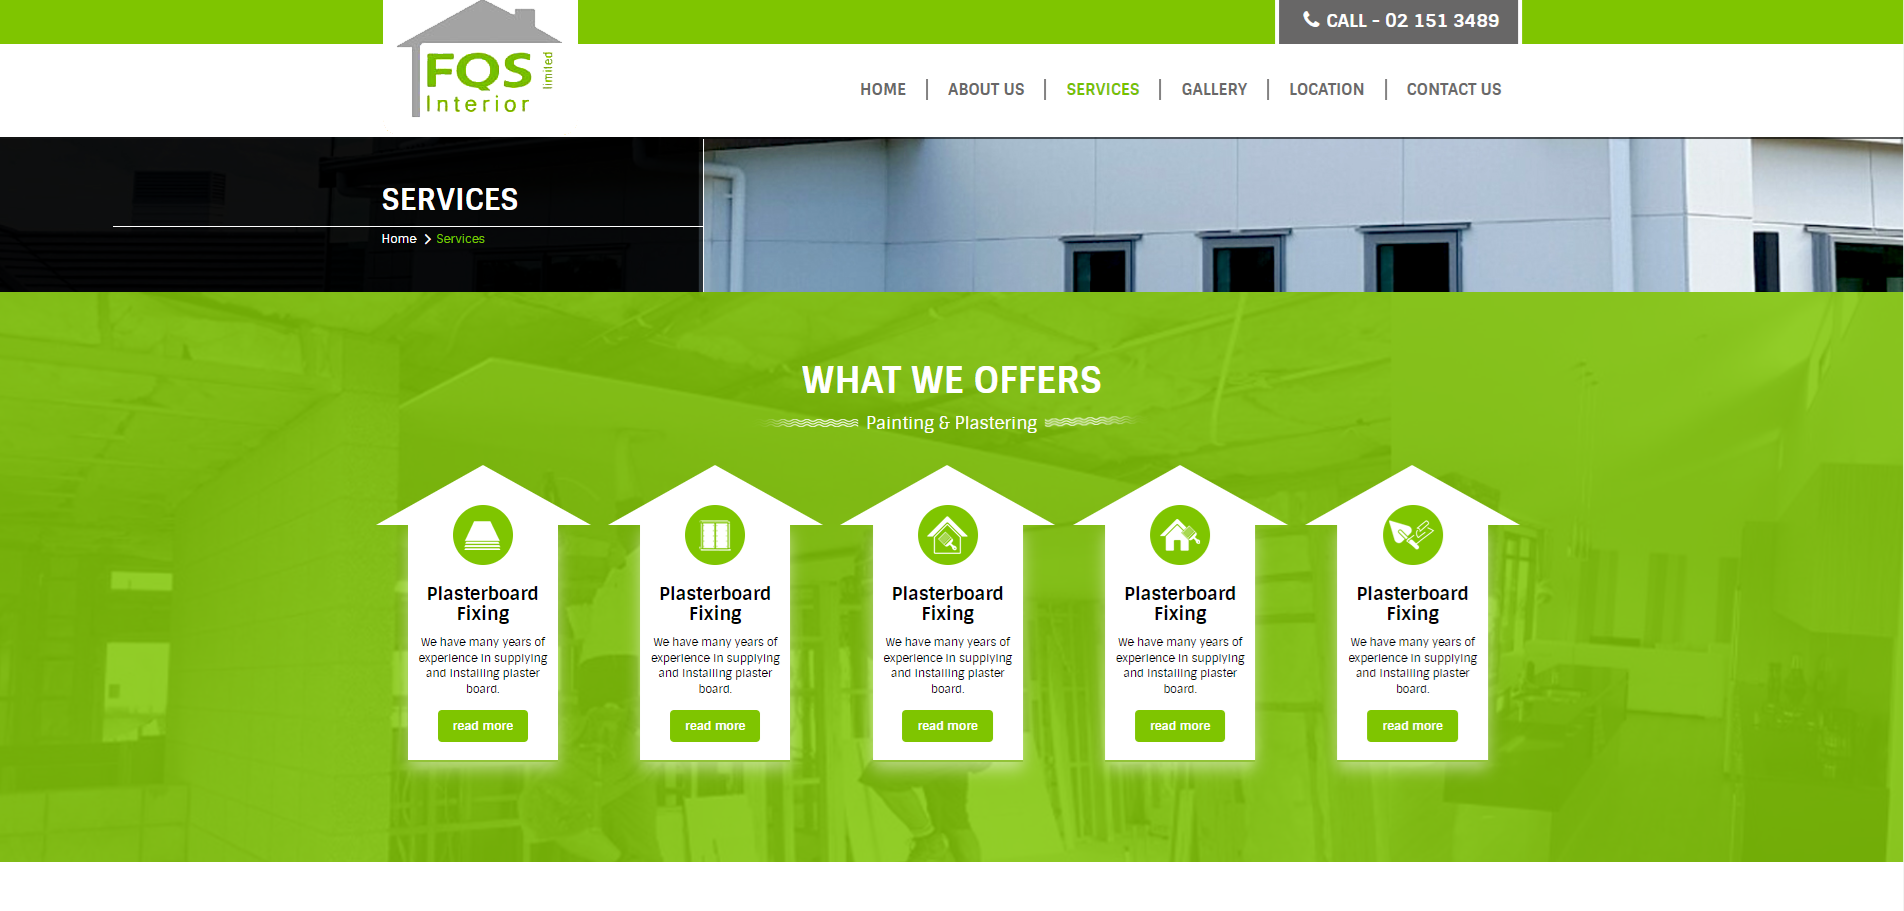 CALL - 02 151 3489
FQS
limited
Interior
HOME
ABOUT US
SERVICES
GALLERY
LOCATION
CONTACT US
SERVICES
Home
Services
WHAT WE OFFERS
Painting & Plastering
Plasterboard
Fixing
We have many years of
experience in supplying
and installing plaster
board.
read more
Plasterboard
Fixing
We have many years of
experience in supplying
and installing plaster
board.
read more
Plasterboard
Fixing
We have many years of
experience in supplying
and installing plaster
board.
read more
Plasterboard
Fixing
We have many years of
experience in supplying
and installing plaster
board.
read more
Plasterboard
Fixing
We have many years of
experience in supplying
and installing plaster
board.
read more